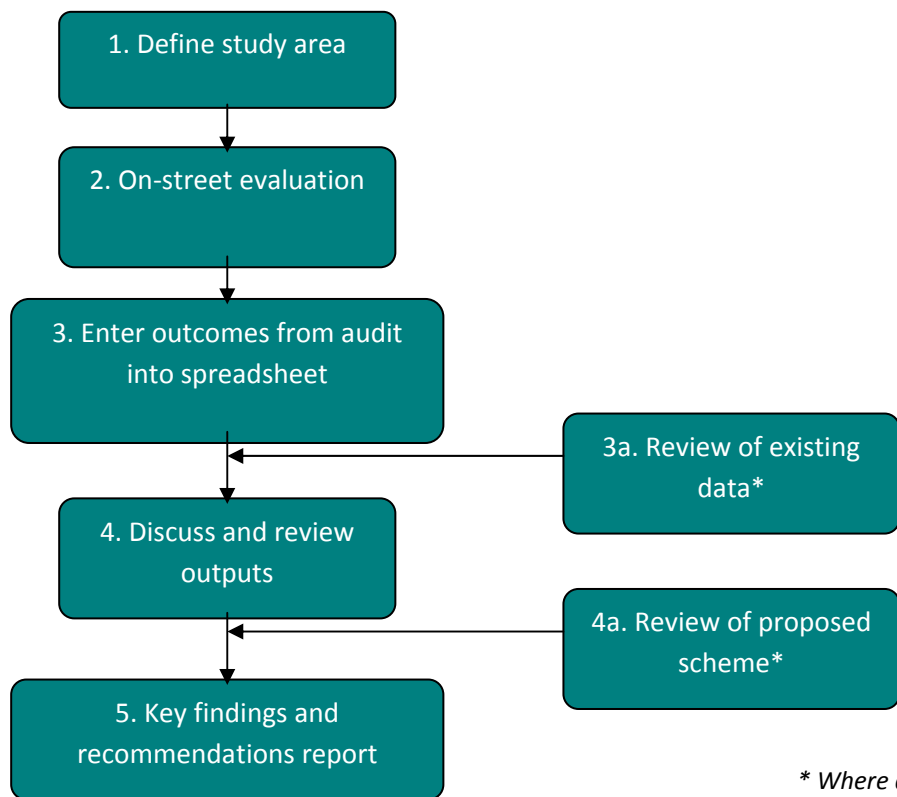 1. Define study area
2. On-street evaluation
3. Enter outcomes from audit
into spreadsheet
3a. Review of existing
data*
4. Discuss and review
outputs
4a. Review of proposed
scheme*
5. Key findings and
recommendations report
* Where